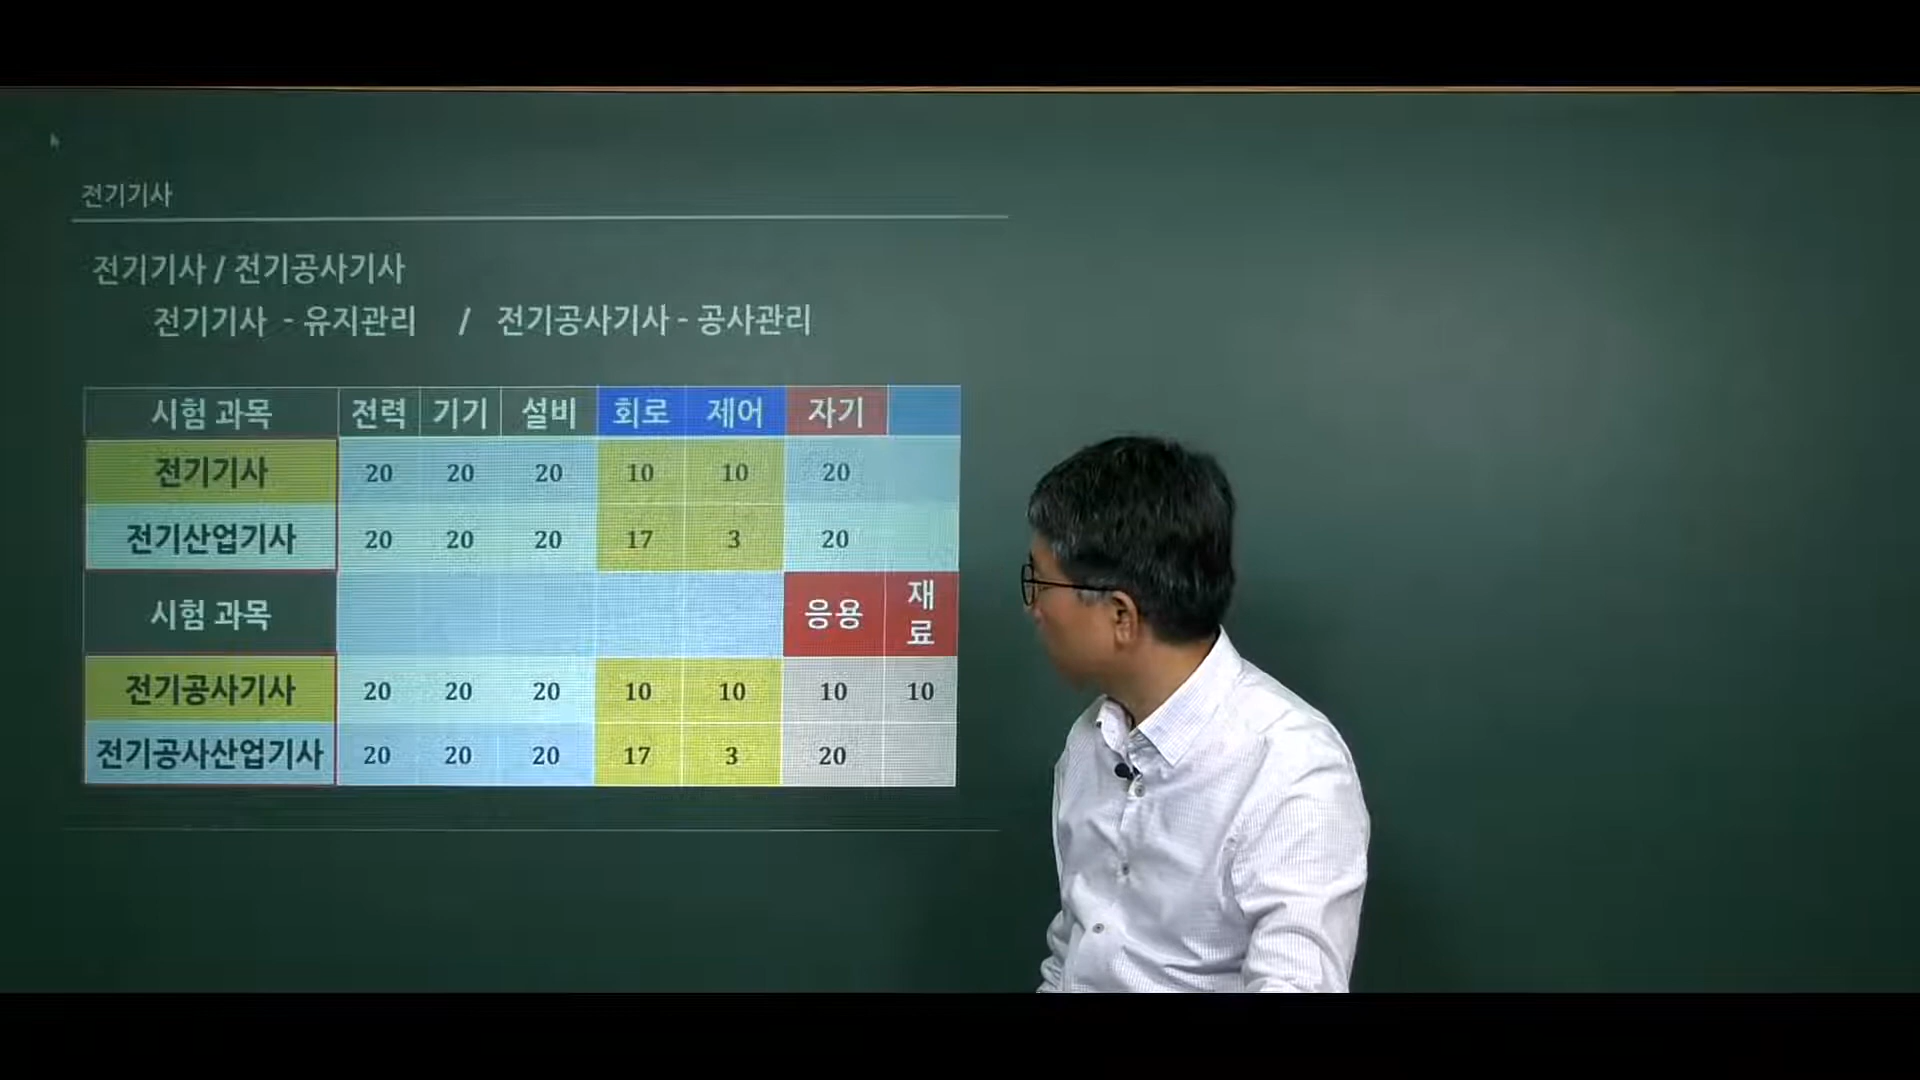 전기기사
전기기사 / 전기공사기사
전기기사 - 유지관리 / 전기공사기사 - 공사관리
시험 과목 전력 기기 설비 회로 제어 자기
전기기사 20 20 20 10 10 20
전기산업기사 20 20 20 17 3 20
시험 과목 응용 재료
전기공사기사 20 20 20 10 10 10 10
전기공사산업기사 20 20 20 17 3 20